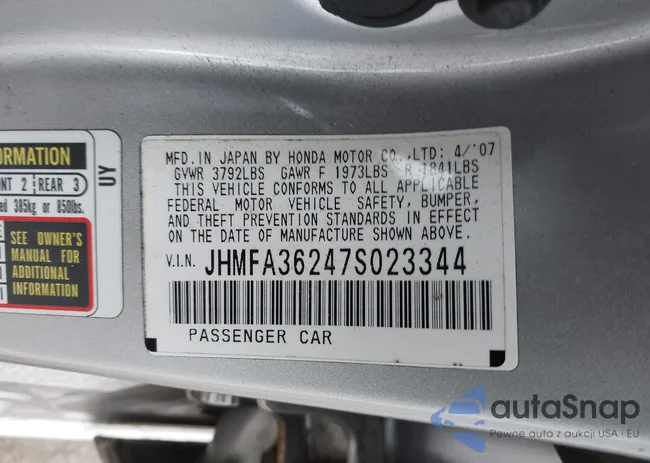 ORMATION
NT 2 REAR 3
ed 385kg or 850lbs.
SEE OWNER'S
MANUAL FOR
ADDITIONAL
INFORMATION
UY
MFD.IN JAPAN BY HONDA MOTOR CO.,LTD; 4/'07
GVWR 3792LBS GAWR F 1973LBS R 1841LBS
THIS VEHICLE CONFORMS TO ALL APPLICABLE
FEDERAL MOTOR VEHICLE SAFETY, BUMPER,
AND THEFT PREVENTION STANDARDS IN EFFECT
ON THE DATE OF MANUFACTURE SHOWN ABOVE.
V.I.N. JHMFA36247S023344
PASSENGER CAR
autoSnap
Pewne auta z aukcji USA • EU